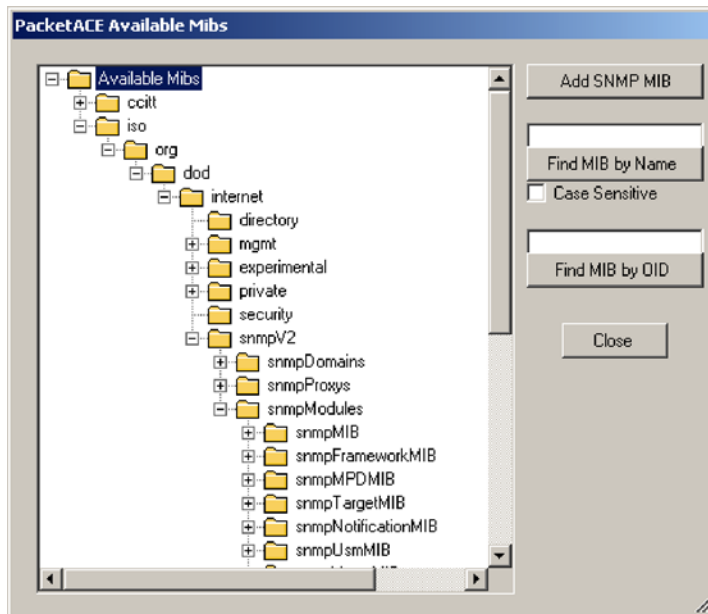 PacketACE Available Mibs
Available Mibs
ccitt
iso
org
dod
internet
directory
mgmt
experimental
private
security
snmpV2
snmpDomains
snmpProxys
snmpModules
snmpMIB
snmpFrameworkMIB
snmpMPDMIB
snmpTargetMIB
snmpNotificationMIB
snmpUsmMIB
Add SNMP MIB
Find MIB by Name
Case Sensitive
Find MIB by OID
Close